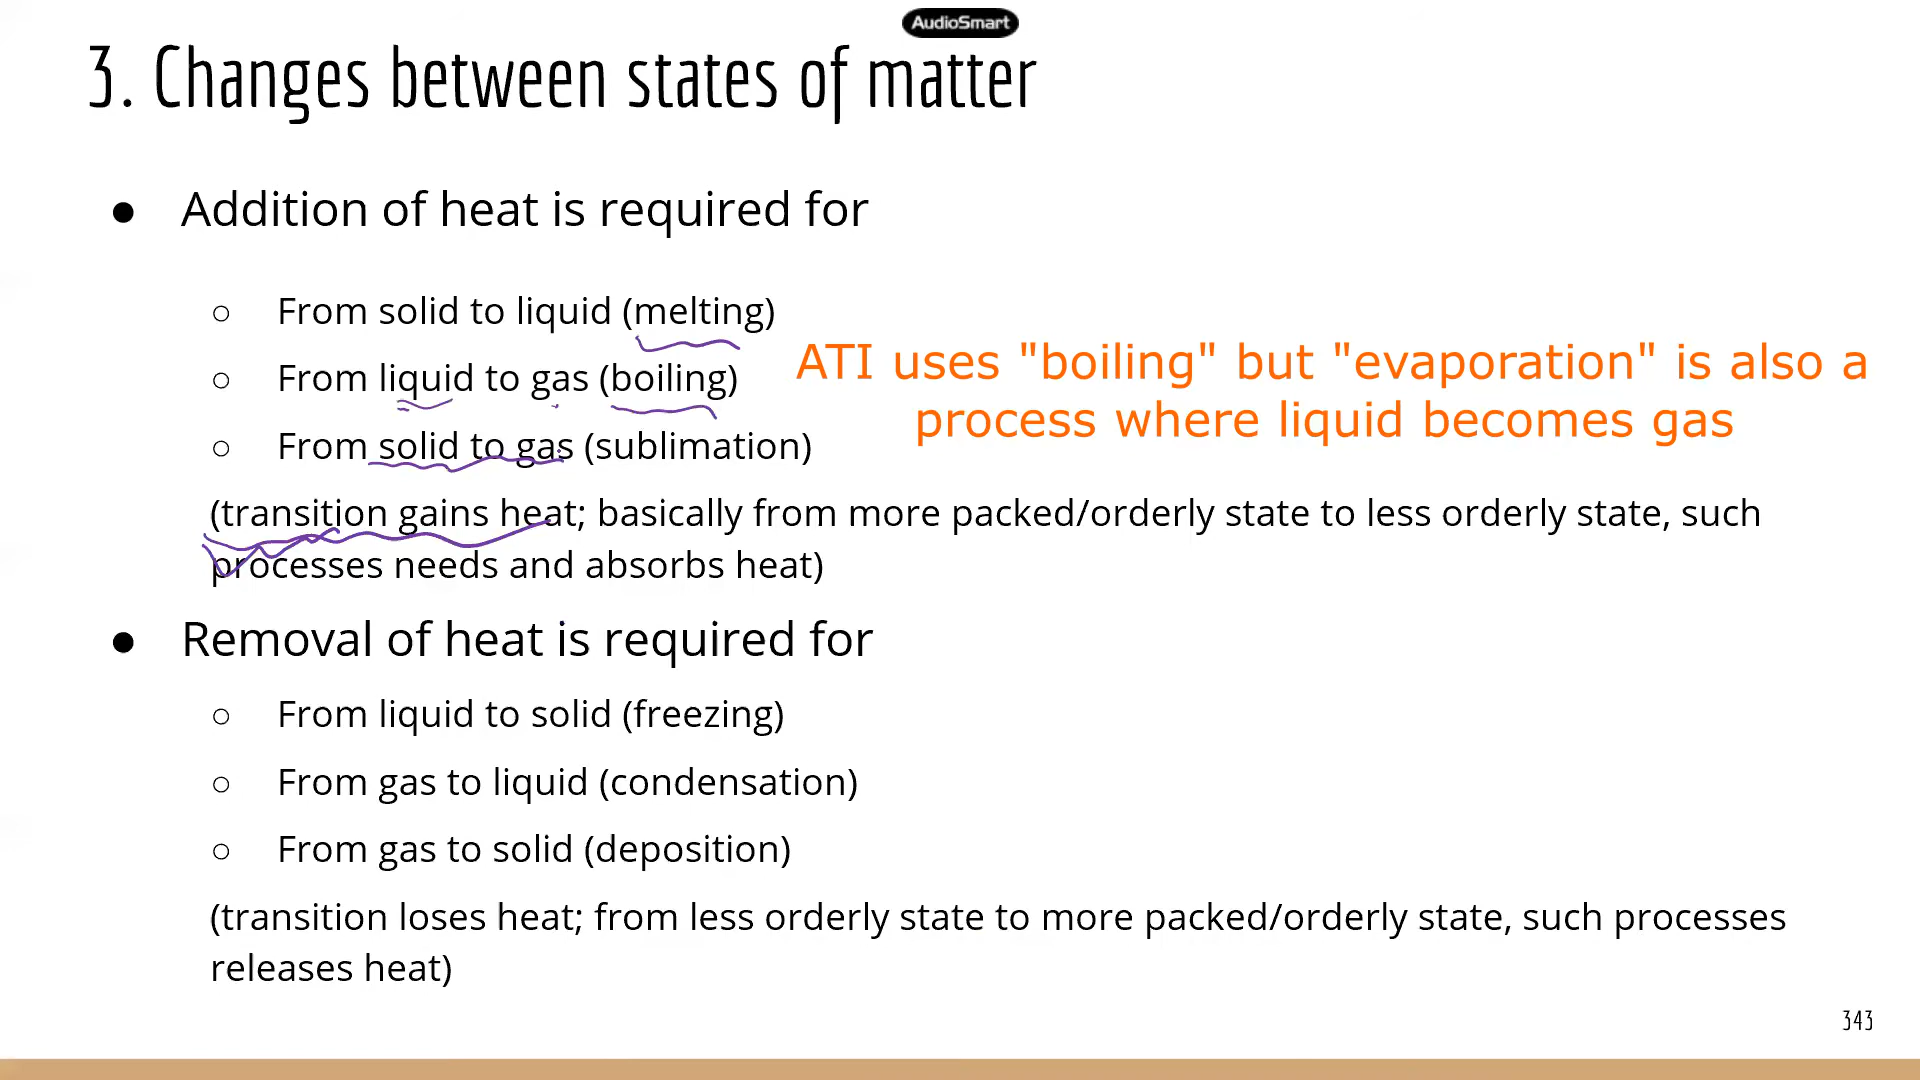 AudioSmart
3. Changes between states of matter
● Addition of heat is required for
○ From solid to liquid (melting)
○ From liquid to gas (boiling)
ATI uses "boiling" but "evaporation" is also a
process where liquid becomes gas
○ From solid to gas (sublimation)
(transition gains heat; basically from more packed/orderly state to less orderly state, such
processes needs and absorbs heat)
● Removal of heat is required for
○ From liquid to solid (freezing)
○ From gas to liquid (condensation)
○ From gas to solid (deposition)
(transition loses heat; from less orderly state to more packed/orderly state, such processes
releases heat)
343